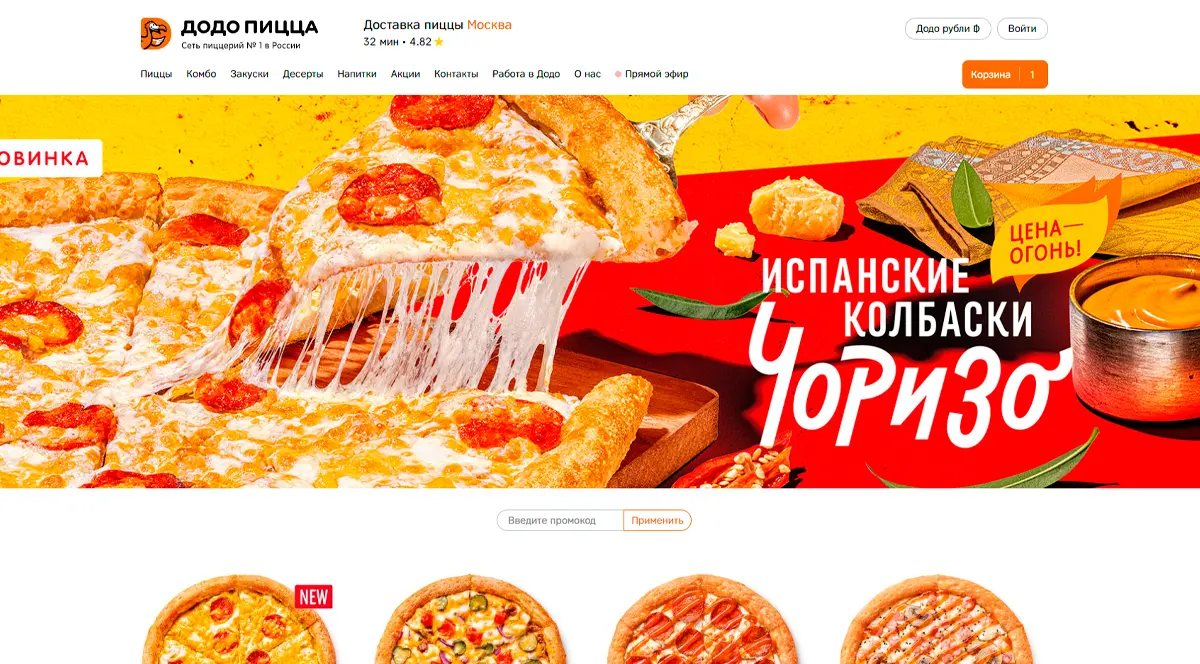 ДОДО ПИЦЦА
Сеть пиццерий № 1 в России
Доставка пиццы Москва
32 мин • 4.82
Додо рубли
Войти
Пиццы Комбо Закуски Десерты Напитки Акции Контакты Работа в Додо О нас Прямой эфир
Корзина 1
ОВИНКА
ЦЕНА—
ОГОНЬ!
ИСПАНСКИЕ
КОЛБАСКИ
ЧОРИЗО
Введите промокод Применить
NEW